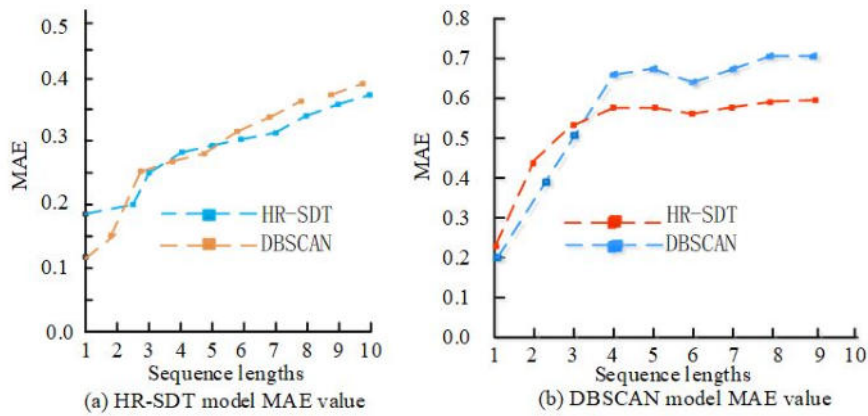 0.5
0.4
0.3
0.2
0.1
0.0
MAE
HR-SDT
DBSCAN
1 2 3 4 5 6 7 8 9 10
Sequence lengths
(a) HR-SDT model MAE value
0.8
0.7
0.6
0.5
0.4
0.3
0.2
0.1
0.0
MAE
HR-SDT
DBSCAN
1 2 3 4 5 6 7 8 9 10
Sequence lengths
(b) DBSCAN model MAE value